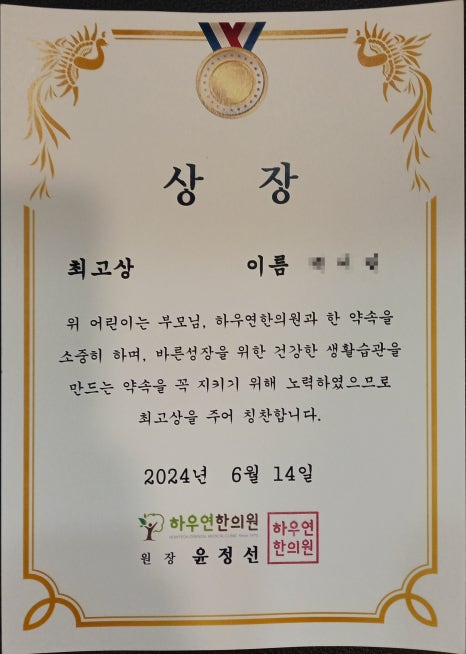 상 장
최고상 이름
위 어린이는 부모님, 하우연한의원과 한 약속을
소중히 하며, 바른성장을 위한 건강한 생활습관을
만드는 약속을 꼭 지키기 위해 노력하였으므로
최고상을 주어 칭찬합니다.
2024년 6월 14일
하우연한의원
ORIENTAL MEDICAL CLINIC Since 1975
원 장 윤정선
하우연
한의원